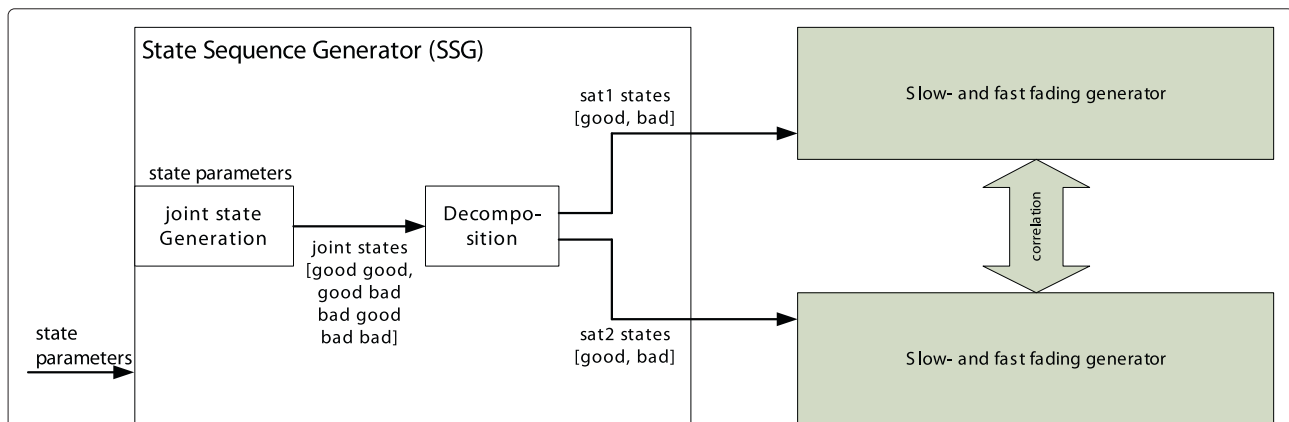 State Sequence Generator (SSG)
state parameters
joint state
Generation
joint states
[good good,
good bad
bad good
bad bad]
Decompo-
sition
sat1 states
[good, bad]
sat2 states
[good, bad]
state
parameters
Slow- and fast fading generator
correlation
Slow- and fast fading generator